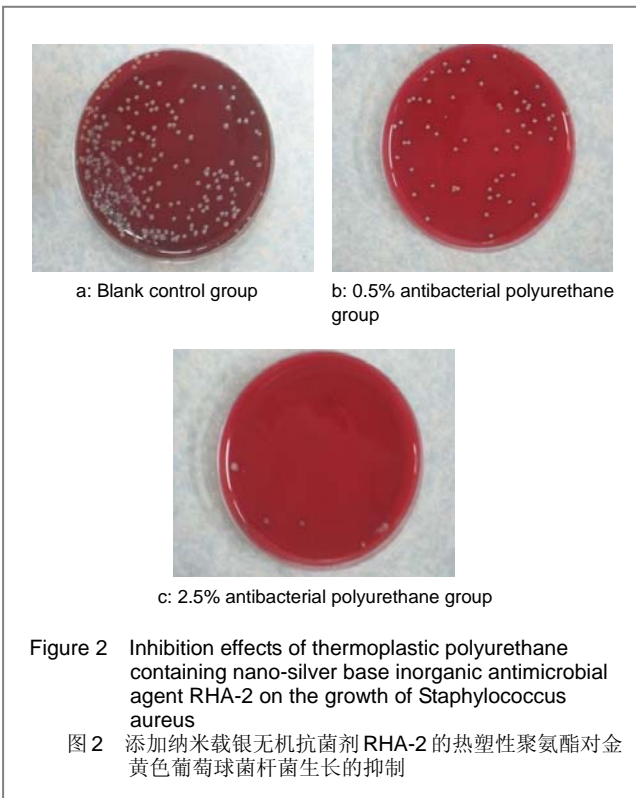 a: Blank control group
b: 0.5% antibacterial polyurethane
group
c: 2.5% antibacterial polyurethane group
Figure 2 Inhibition effects of thermoplastic polyurethane
containing nano-silver base inorganic antimicrobial
agent RHA-2 on the growth of Staphylococcus
aureus
图 2 添加纳米载银无机抗菌剂 RHA-2 的热塑性聚氨酯对金
黄色葡萄球菌杆菌生长的抑制